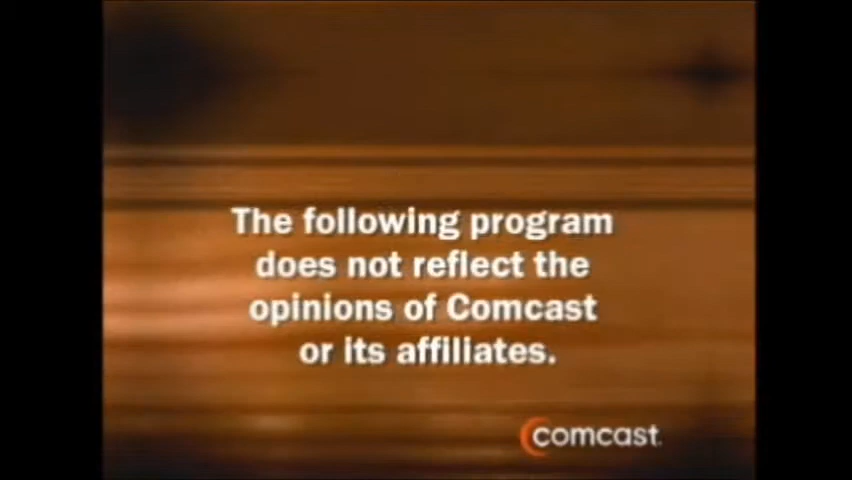 The following program
does not reflect the
opinions of Comcast
or its affiliates.
comcast.